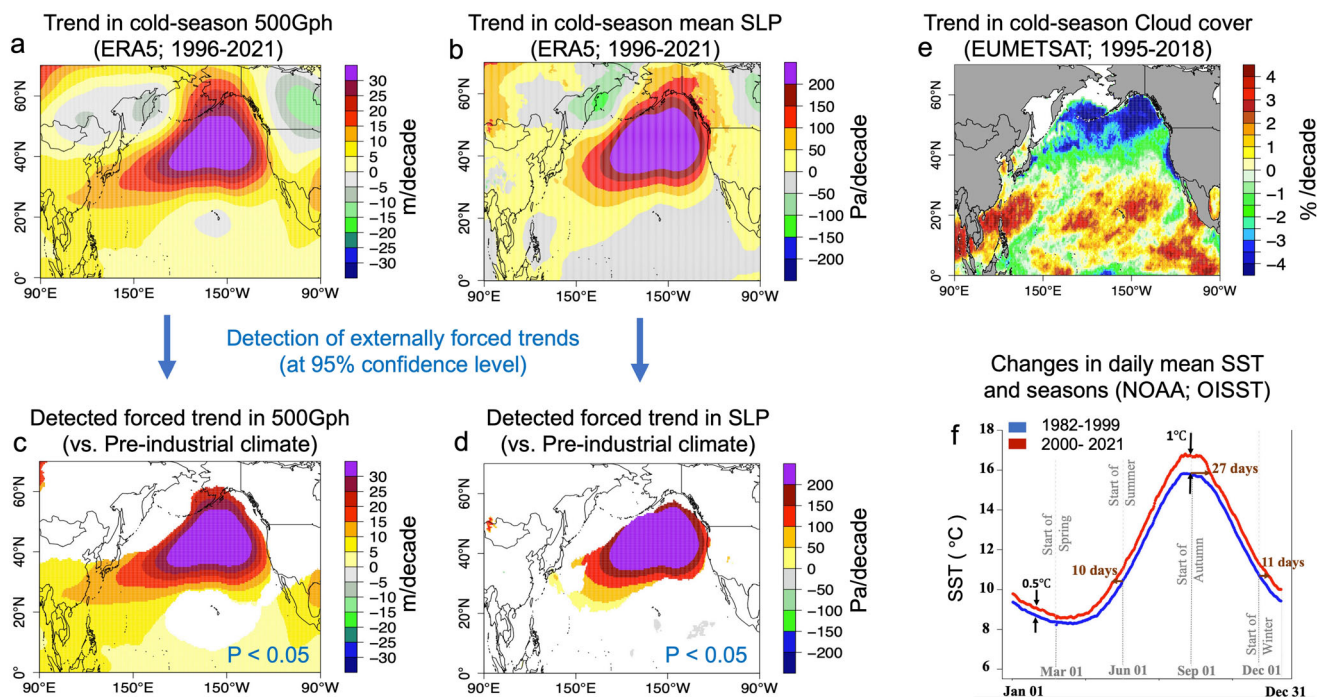 a
Trend in cold-season 500Gph
(ERA5; 1996-2021)
60°N
40°N
20°N
0°
90°E
150°E
150°W
90°W
30
25
20
15
10
5
0
−5
−10
−15
−20
−25
−30
m/decade
b
Trend in cold-season mean SLP
(ERA5; 1996-2021)
60°N
40°N
20°N
0°
90°E
150°E
150°W
90°W
200
150
100
50
0
−50
−100
−150
−200
Pa/decade
e
Trend in cold-season Cloud cover
(EUMETSAT; 1995-2018)
60°N
40°N
20°N
0°
90°E
150°E
150°W
90°W
4
3
2
1
0
−1
−2
−3
−4
% /decade
Detection of externally forced trends
(at 95% confidence level)
c
Detected forced trend in 500Gph
(vs. Pre-industrial climate)
60°N
40°N
20°N
0°
P < 0.05
90°E
150°E
150°W
90°W
30
25
20
15
10
5
0
−5
−10
−15
−20
−25
−30
m/decade
d
Detected forced trend in SLP
(vs. Pre-industrial climate)
60°N
40°N
20°N
0°
P < 0.05
90°E
150°E
150°W
90°W
200
150
100
50
0
−50
−100
−150
−200
Pa/decade
Changes in daily mean SST
and seasons (NOAA; OISST)
f
1982-1999
2000- 2021
SST ( °C)
18
16
14
12
10
8
6
1°C
27 days
10 days
11 days
0.5°C
Start of
Spring
Start of
Summer
Start of
Autumn
Start of
Winter
Mar 01
Jun 01
Sep 01
Dec 01
Jan 01
Dec 31